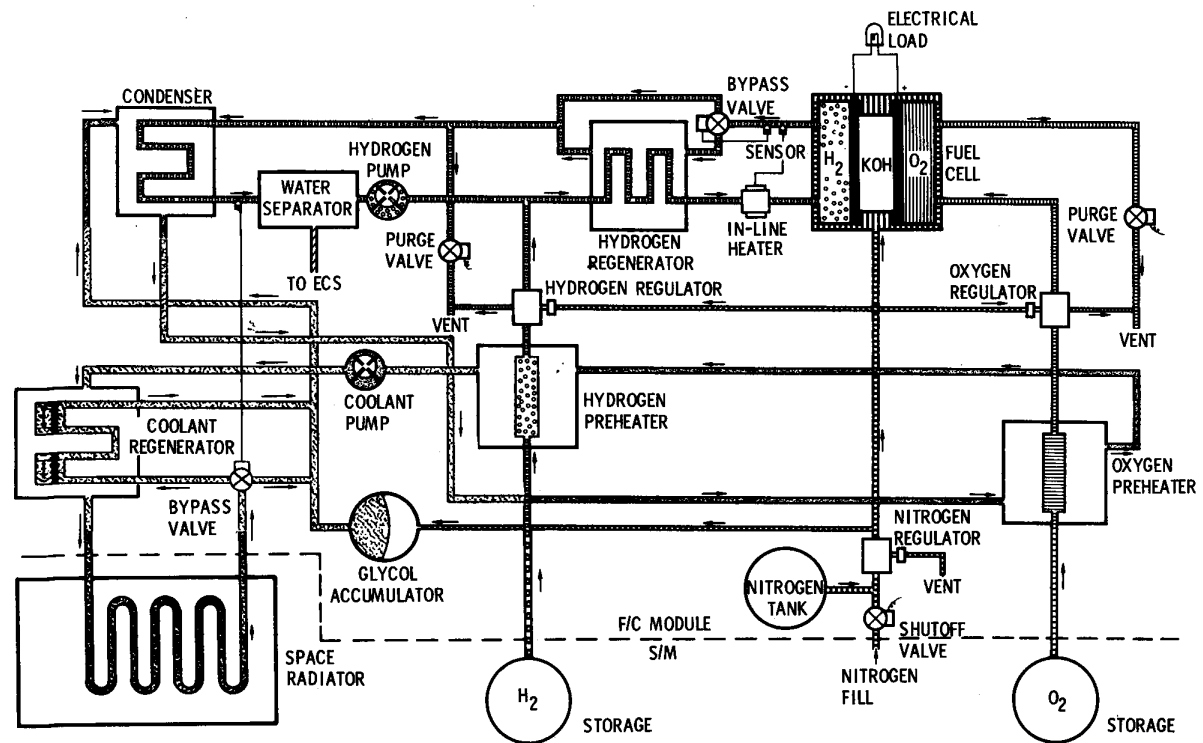 ELECTRICAL
LOAD
-
+
CONDENSER
BYPASS
VALVE
SENSOR
H2
KOH
O2
FUEL
CELL
HYDROGEN
PUMP
WATER
SEPARATOR
PURGE
VALVE
TO ECS
HYDROGEN
REGENERATOR
IN-LINE
HEATER
PURGE
VALVE
OXYGEN
REGULATOR
HYDROGEN REGULATOR
VENT
VENT
COOLANT
PUMP
HYDROGEN
PREHEATER
COOLANT
REGENERATOR
BYPASS
VALVE
OXYGEN
PREHEATER
GLYCOL
ACCUMULATOR
NITROGEN
REGULATOR
VENT
NITROGEN
TANK
SHUTOFF
VALVE
F/C MODULE
S/M
NITROGEN
FILL
SPACE
RADIATOR
H2
STORAGE
O2
STORAGE